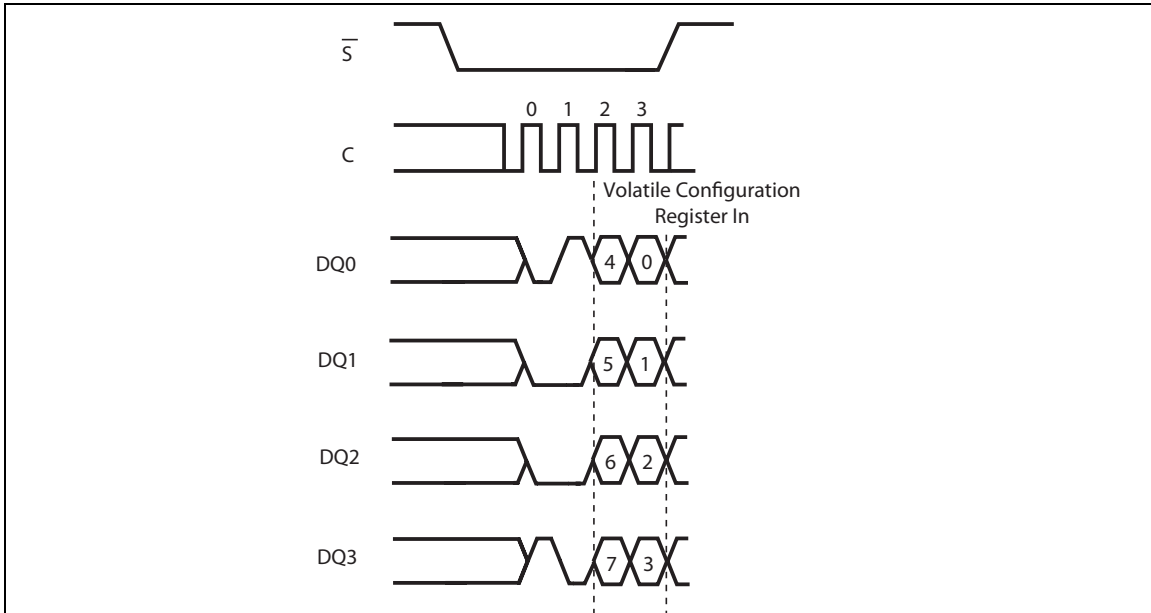 S
0 1 2 3
C
Volatile Configuration
Register In
DQ0 4 0
DQ1 5 1
DQ2 6 2
DQ3 7 3